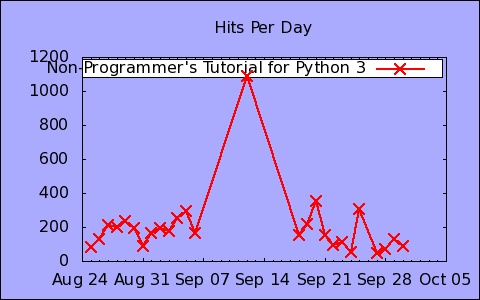 Hits Per Day
1200
Non-Programmer's Tutorial for Python 3
1000
800
600
400
200
0
Aug 24 Aug 31 Sep 07 Sep 14 Sep 21 Sep 28 Oct 05